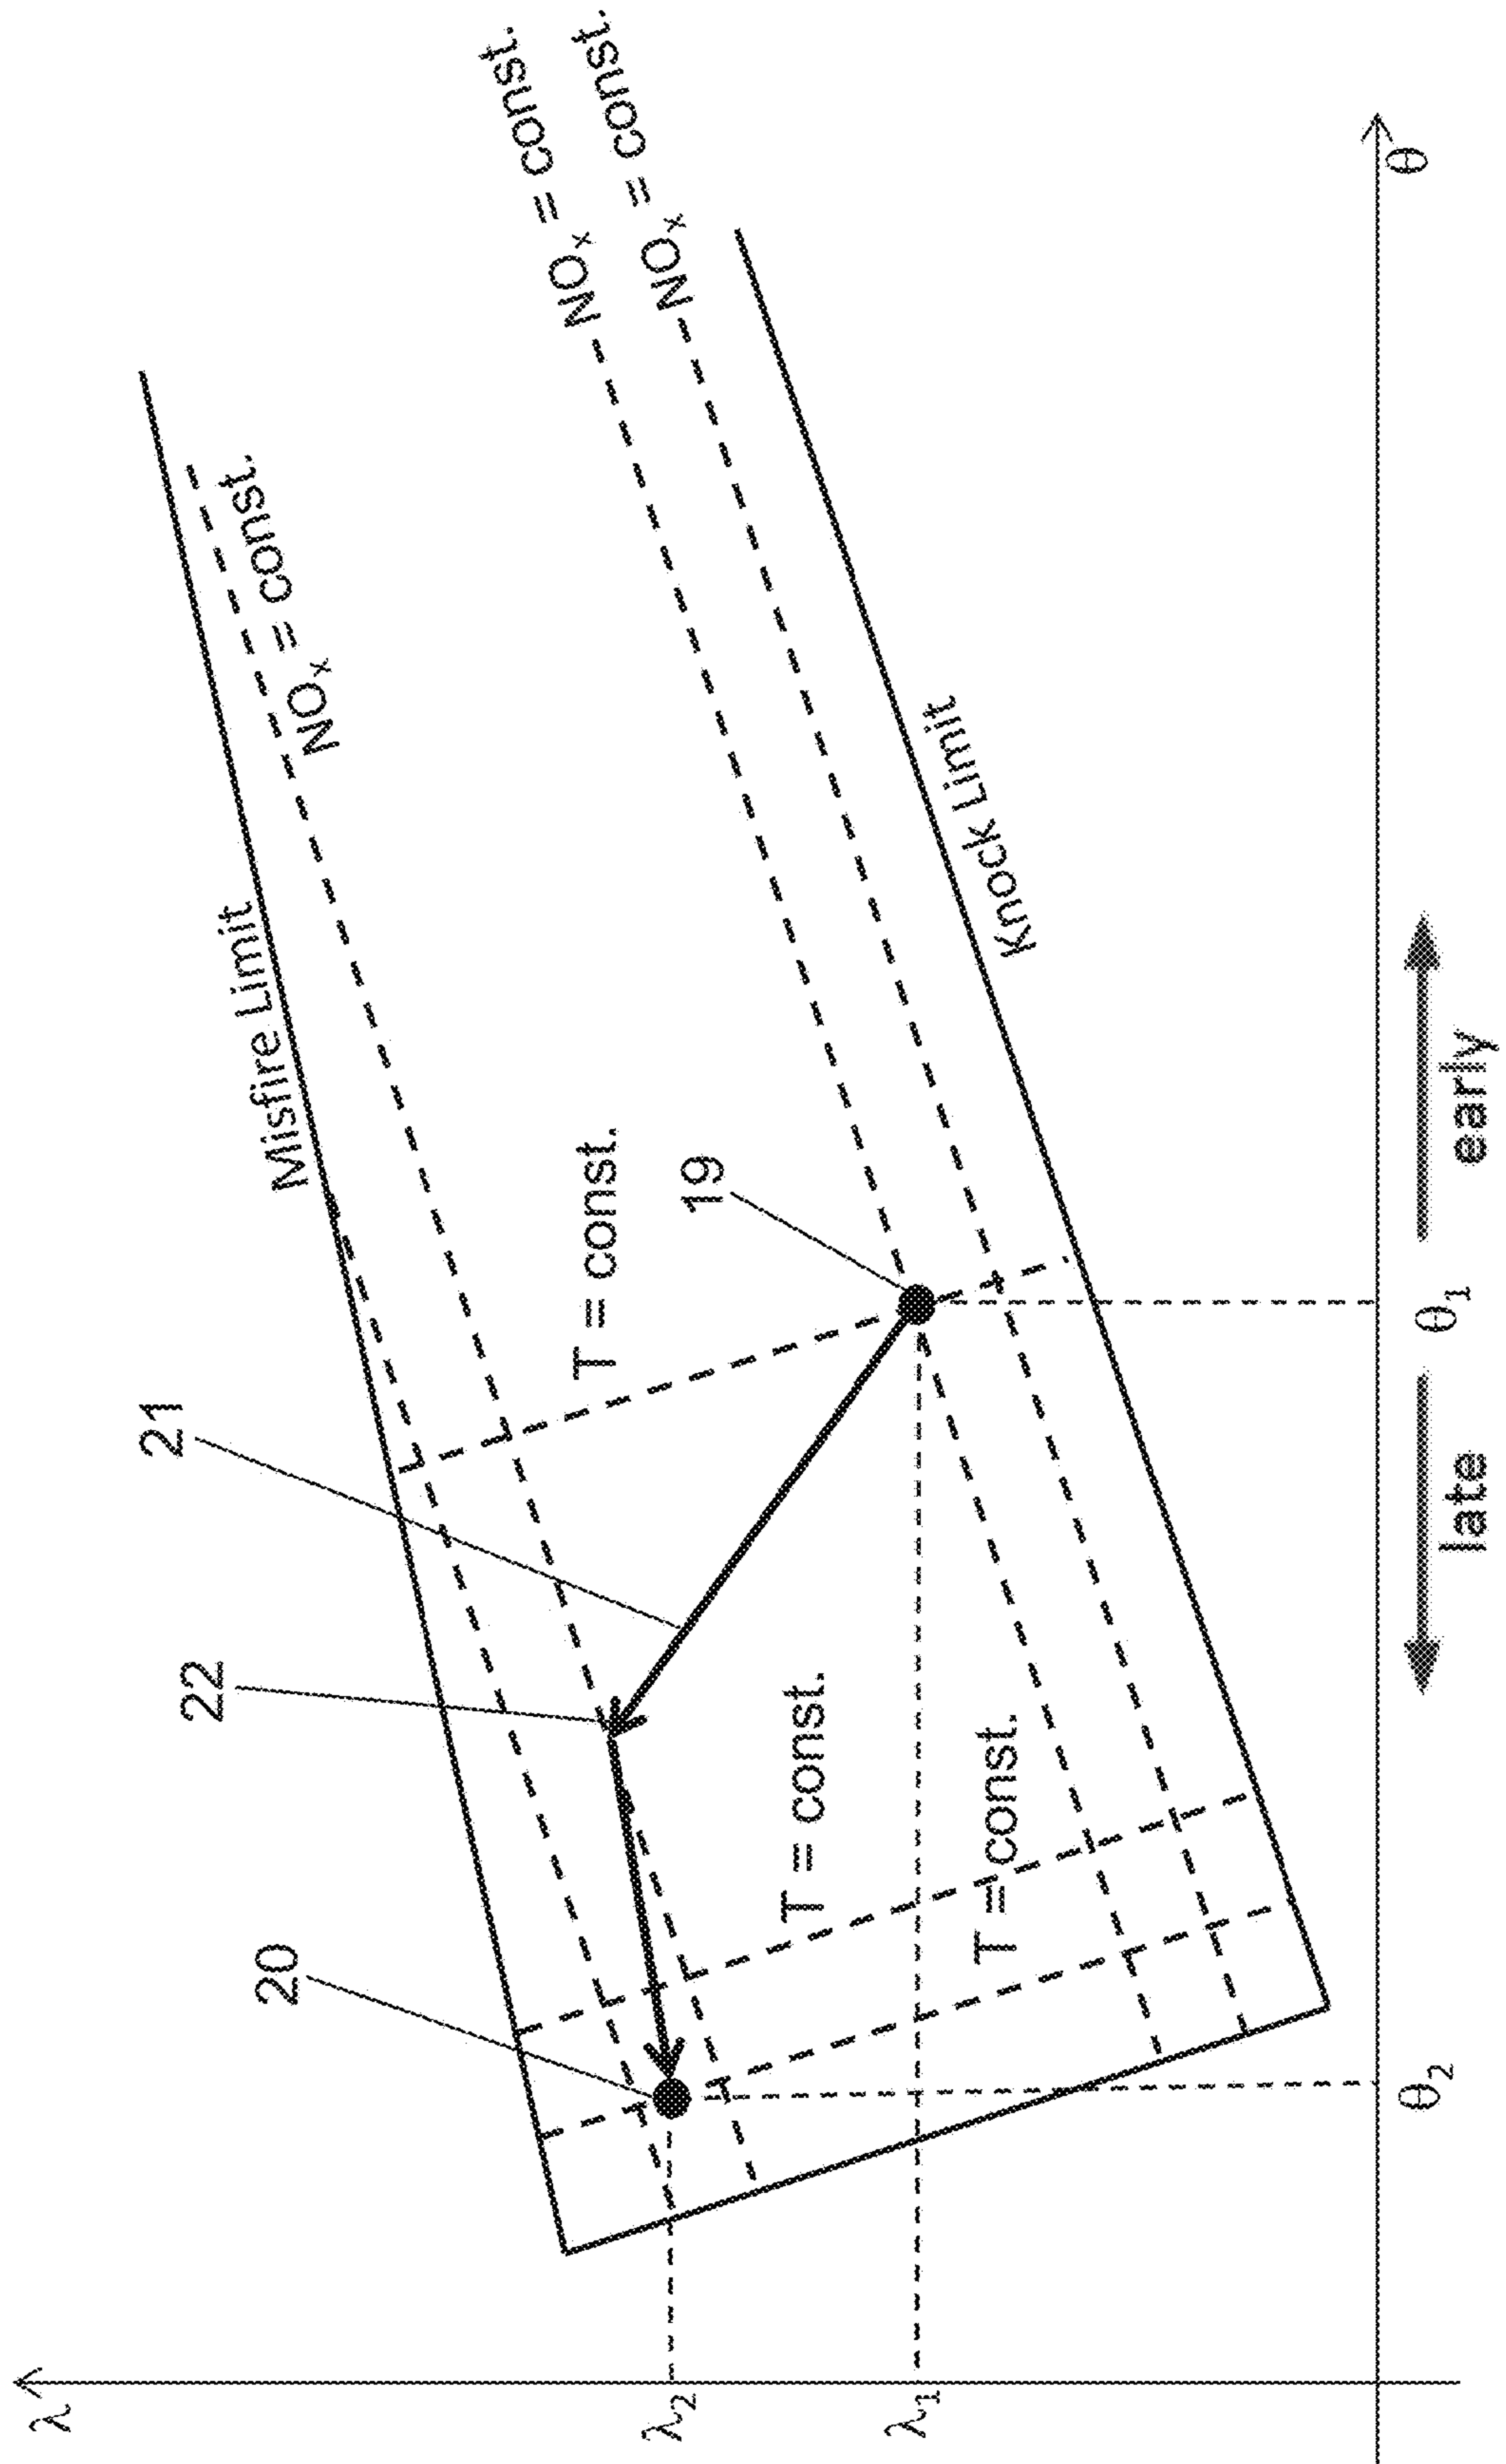 λ
NOx = const.
NOx = const.
Misfire Limit
NOx = const.
21
22
20
T = const.
19
Knock Limit
T = const.
T = const.
λ2
λ1
θ
θ2
θ1
late
early